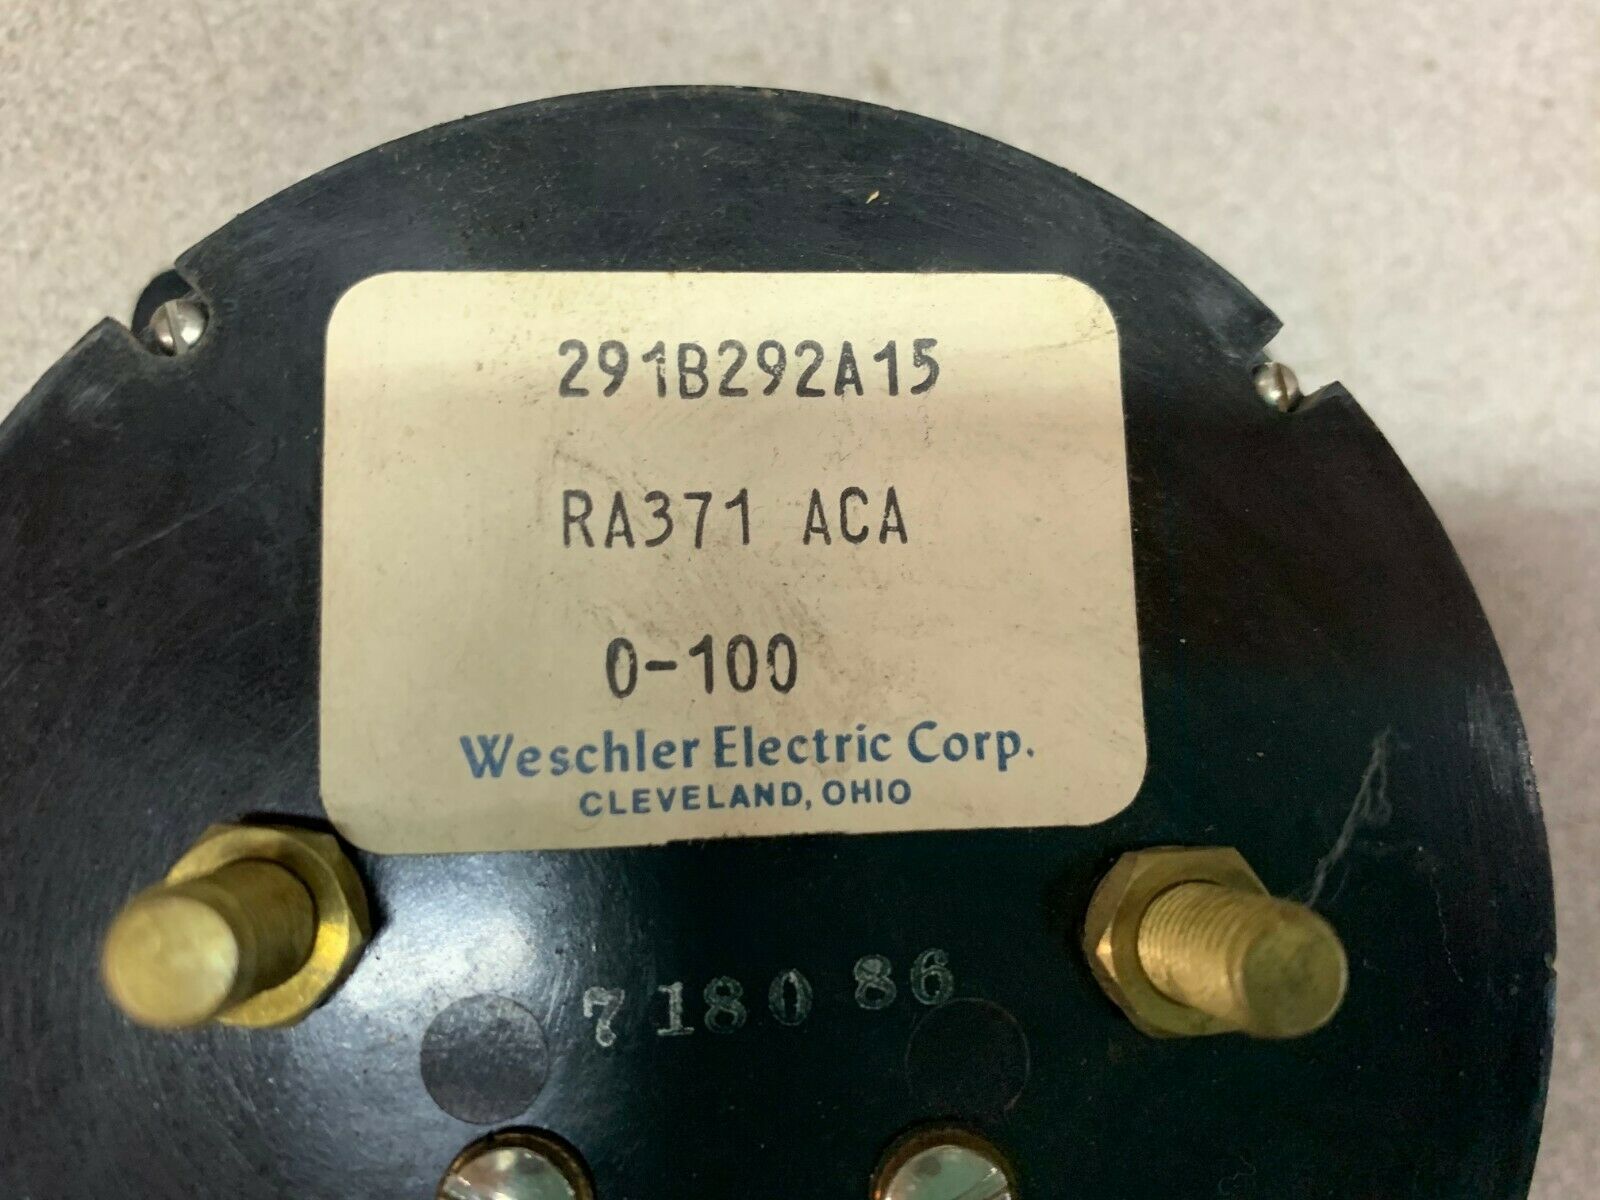 291B292A15
RA371 ACA
0-100
Weschler Electric Corp.
CLEVELAND, OHIO
718086